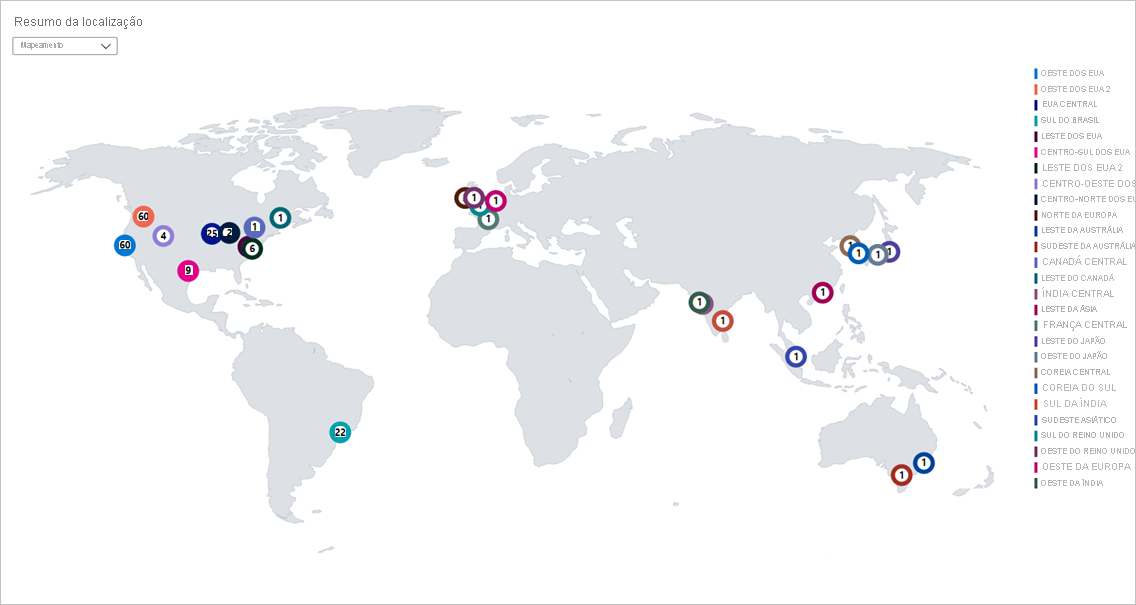 Resumo da localização
Mapeamento
OESTE DOS EUA
OESTE DOS EUA 2
EUA CENTRAL
SUL DO BRASIL
LESTE DOS EUA
CENTRO-SUL DOS EUA
LESTE DOS EUA 2
CENTRO-OESTE DOS
CENTRO-NORTE DOS EU
NORTE DA EUROPA
LESTE DA AUSTRÁLIA
SUDESTE DA AUSTRÁLIA
CANADÁ CENTRAL
LESTE DO CANADÁ
ÍNDIA CENTRAL
LESTE DA ÁSIA
FRANÇA CENTRAL
LESTE DO JAPÃO
OESTE DO JAPÃO
COREIA CENTRAL
COREIA DO SUL
SUL DA ÍNDIA
SUDESTE ASIÁTICO
SUL DO REINO UNIDO
OESTE DO REINO UNIDO
OESTE DA EUROPA
OESTE DA ÍNDIA
1
1
60
1
1
1
25
2
4
60
6
9
1
1
1
1
1
1
1
1
1
22
1
1